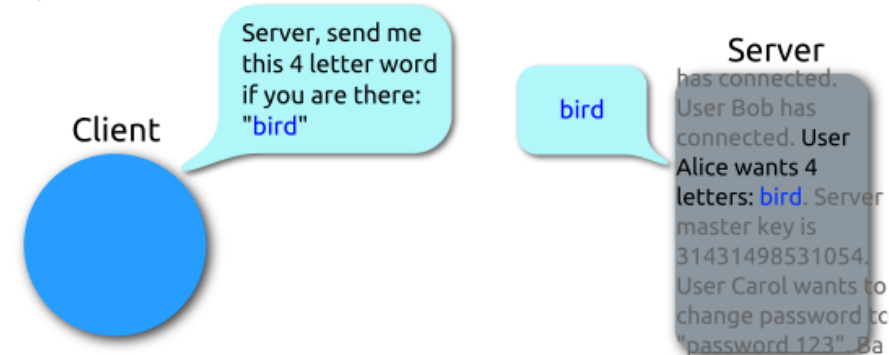 Client
Server, send me
this 4 letter word
if you are there:
"bird"
bird
Server
has connected.
User Bob has
connected. User
Alice wants 4
letters: bird. Server
master key is
31431498531054.
User Carol wants to
change password to
"password 123". Ba